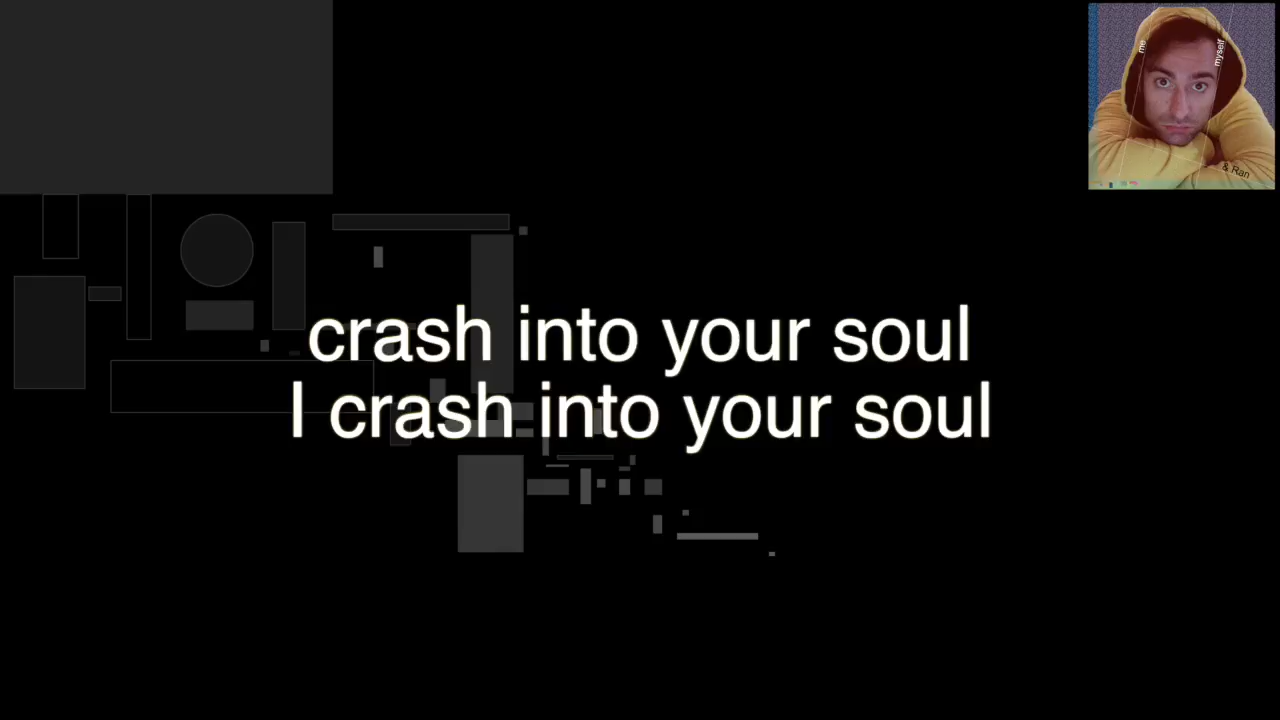 me
myself
& Ran
crash into your soul
I crash into your soul